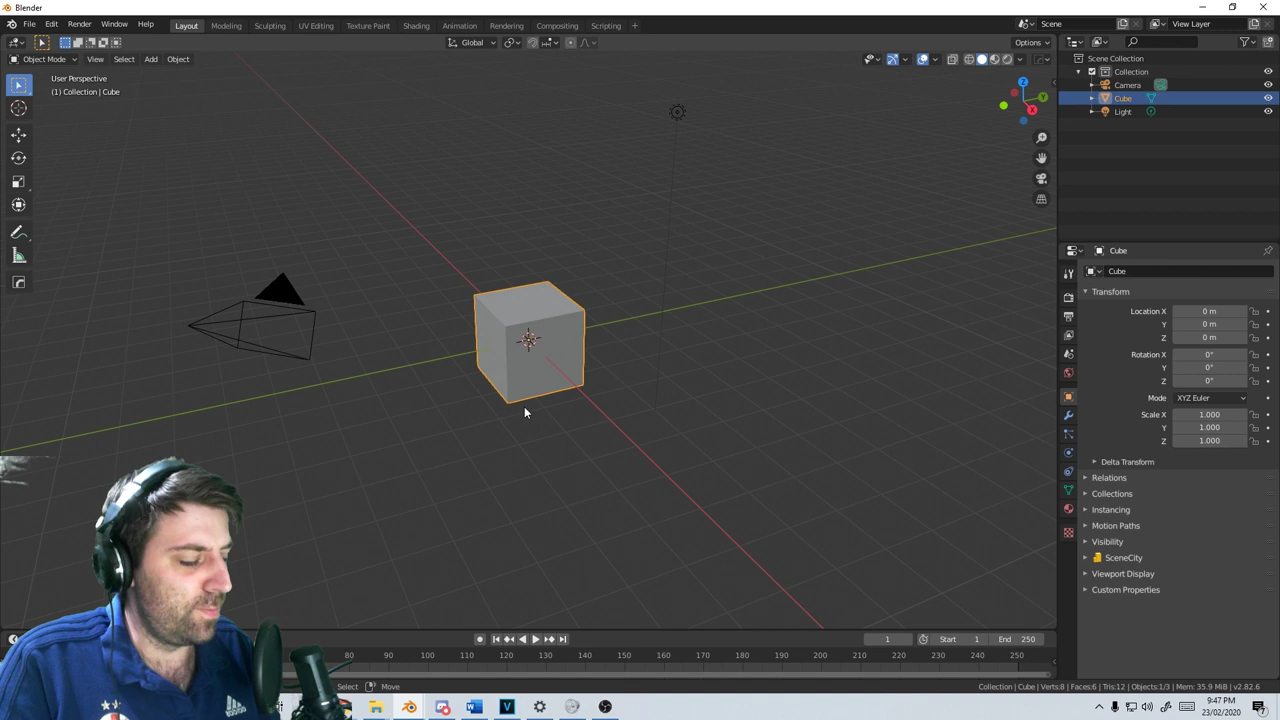 Blender
File Edit Render Window Help
Layout Modeling Sculpting UV Editing Texture Paint Shading Animation Rendering Compositing Scripting +
Scene View Layer
Global Options
Object Mode View Select Add Object
User Perspective
(1) Collection | Cube
Z
Y
X
Scene Collection
Collection
Camera
Cube
Light
Cube
Cube
Transform
Location X 0 m
Y 0 m
Z 0 m
Rotation X 0°
Y 0°
Z 0°
Mode XYZ Euler
Scale X 1.000
Y 1.000
Z 1.000
Delta Transform
Relations
Collections
Instancing
Motion Paths
Visibility
SceneCity
Viewport Display
Custom Properties
1 Start 1 End 250
80 90 100 110 120 130 140 150 160 170 180 190 200 210 220 230 240 250
Select Move
Collection | Cube | Verts:8 | Faces:6 | Tris:12 | Objects:1/3 | Mem: 35.9 MiB | v2.82.6
9:47 PM
23/02/2020